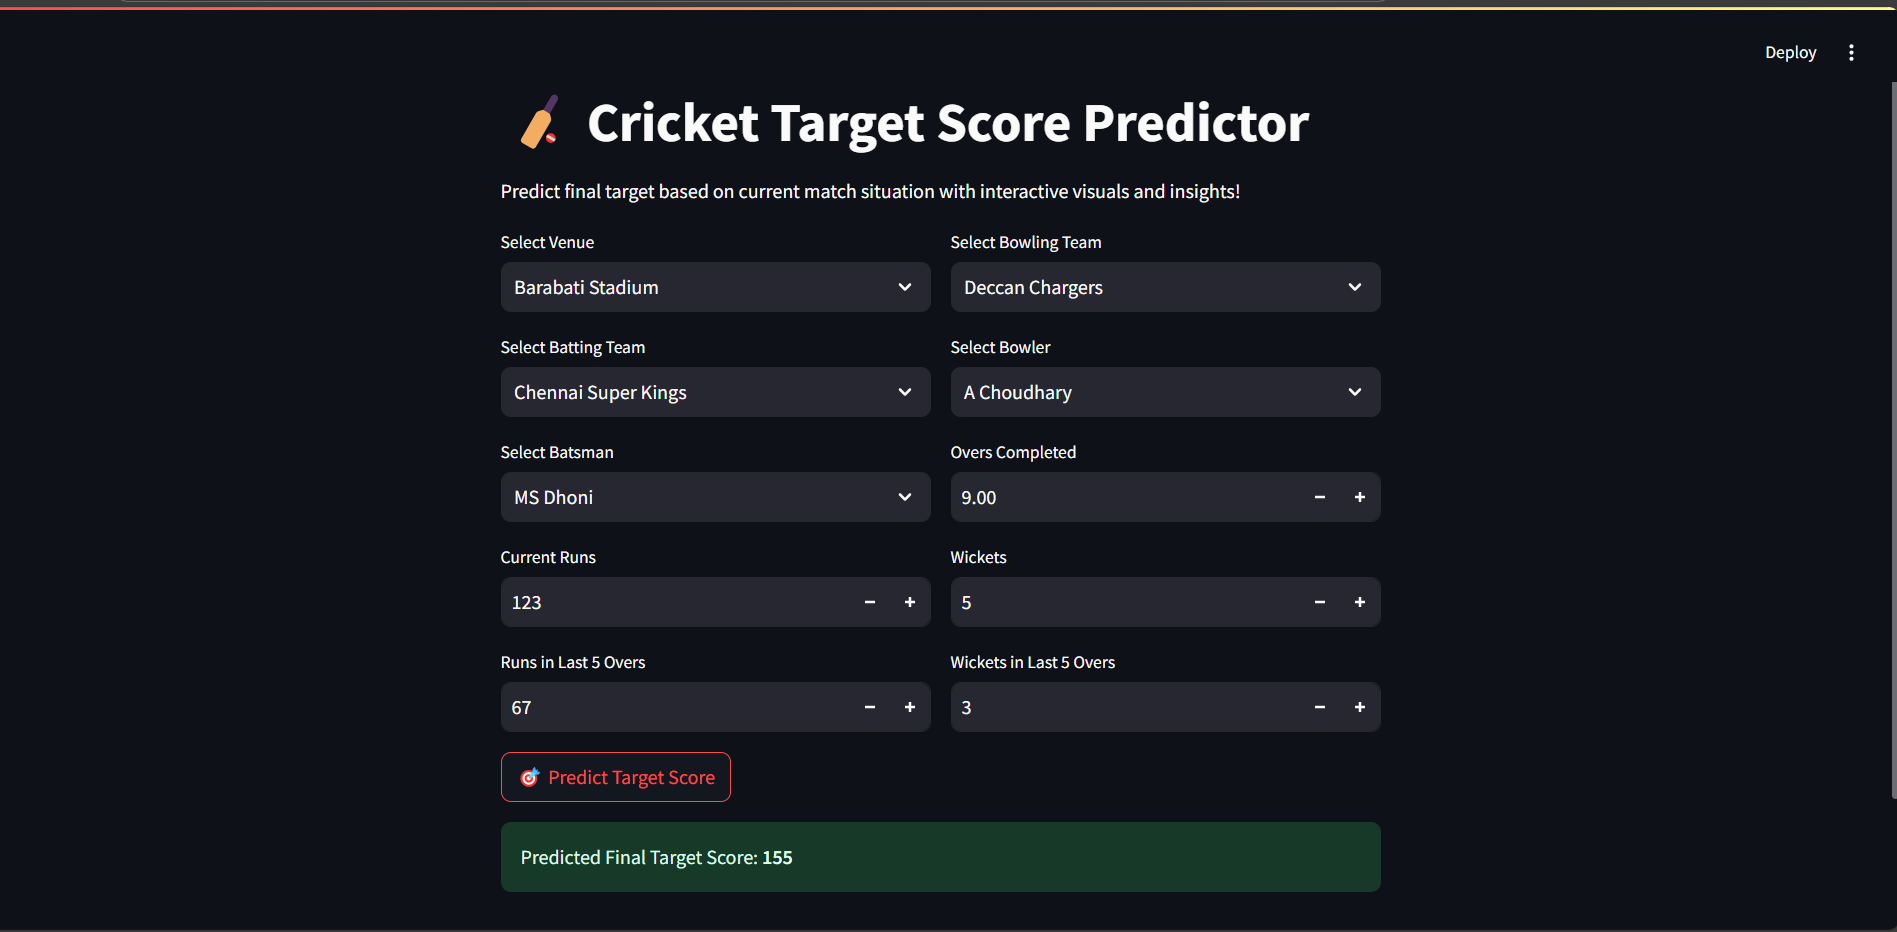 Deploy
Cricket Target Score Predictor
Predict final target based on current match situation with interactive visuals and insights!
Select Venue
Barabati Stadium
Select Bowling Team
Deccan Chargers
Select Batting Team
Chennai Super Kings
Select Bowler
A Choudhary
Select Batsman
MS Dhoni
Overs Completed
9.00
Current Runs
123
Wickets
5
Runs in Last 5 Overs
67
Wickets in Last 5 Overs
3
Predict Target Score
Predicted Final Target Score: 155